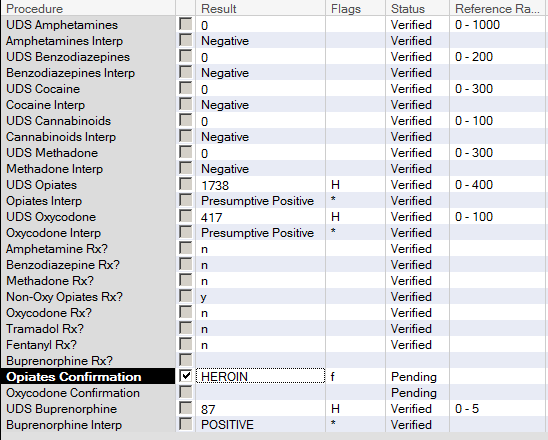 Procedure Result Flags Status Reference Ra...
UDS Amphetamines 0 Verified 0 - 1000
Amphetamines Interp Negative Verified
UDS Benzodiazepines 0 Verified 0 - 200
Benzodiazepines Interp Negative Verified
UDS Cocaine 0 Verified 0 - 300
Cocaine Interp Negative Verified
UDS Cannabinoids 0 Verified 0 - 100
Cannabinoids Interp Negative Verified
UDS Methadone 0 Verified 0 - 300
Methadone Interp Negative Verified
UDS Opiates 1738 H Verified 0 - 400
Opiates Interp Presumptive Positive * Verified
UDS Oxycodone 417 H Verified 0 - 100
Oxycodone Interp Presumptive Positive * Verified
Amphetamine Rx? n Verified
Benzodiazepine Rx? n Verified
Methadone Rx? n Verified
Non-Oxy Opiates Rx? y Verified
Oxycodone Rx? n Verified
Tramadol Rx? n Verified
Fentanyl Rx? n Verified
Buprenorphine Rx?
Opiates Confirmation HEROIN f Pending
Oxycodone Confirmation Pending
UDS Buprenorphine 87 H Verified 0 - 5
Buprenorphine Interp POSITIVE * Verified